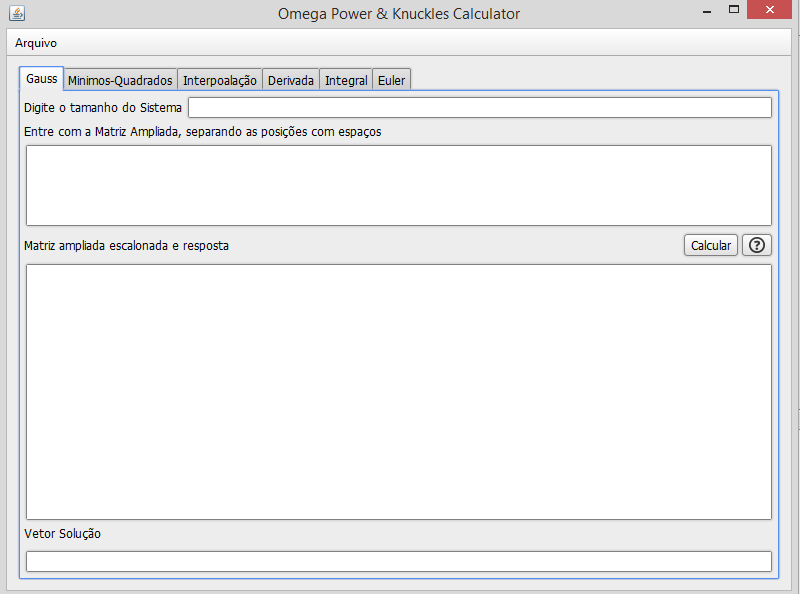 Omega Power & Knuckles Calculator
Arquivo
Gauss Minimos-Quadrados Interpoalação Derivada Integral Euler
Digite o tamanho do Sistema
Entre com a Matriz Ampliada, separando as posições com espaços
Matriz ampliada escalonada e resposta Calcular ?
Vetor Solução